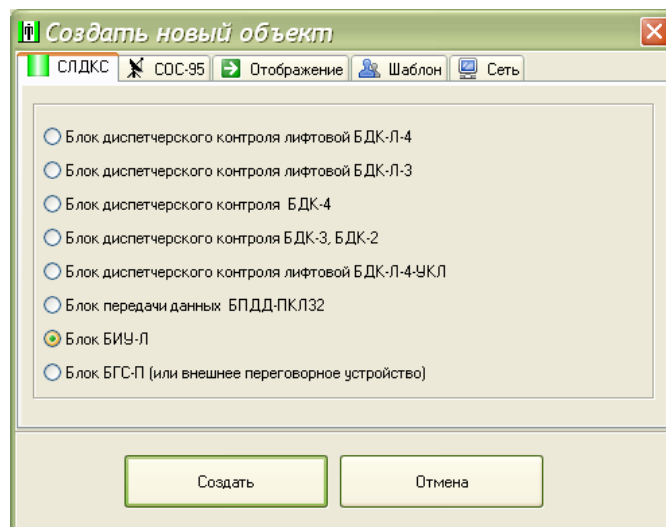 Создать новый объект
СЛДКС СОС-95 Отображение Шаблон Сеть
Блок диспетчерского контроля лифтовой БДК-Л-4
Блок диспетчерского контроля лифтовой БДК-Л-3
Блок диспетчерского контроля БДК-4
Блок диспетчерского контроля БДК-3, БДК-2
Блок диспетчерского контроля лифтовой БДК-Л-4-УКЛ
Блок передачи данных БПДД-ПКЛ32
Блок БИУ-Л
Блок БГС-П (или внешнее переговорное устройство)
Создать Отмена